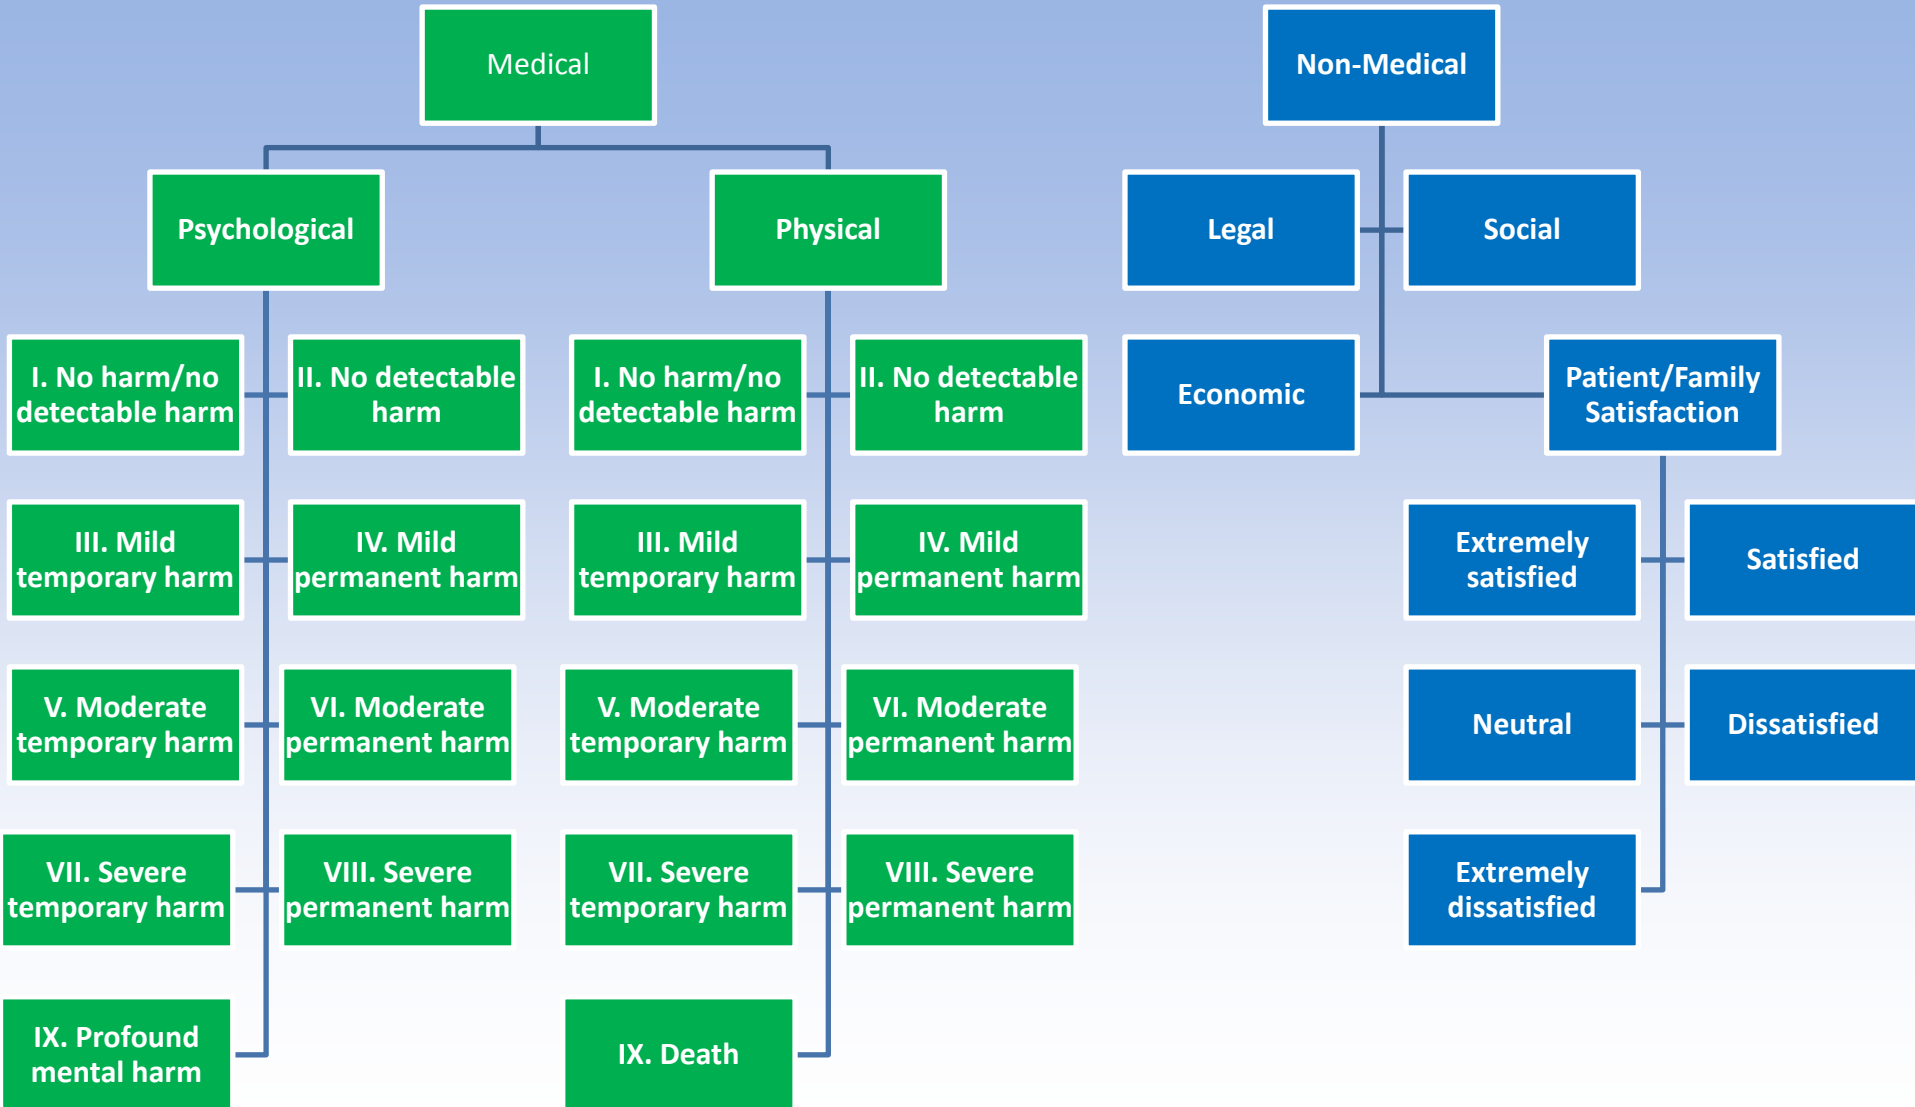 Medical
Non-Medical
Psychological
Physical
Legal
Social
I. No harm/no
detectable harm
II. No detectable
harm
I. No harm/no
detectable harm
II. No detectable
harm
Economic
Patient/Family
Satisfaction
III. Mild
temporary harm
IV. Mild
permanent harm
III. Mild
temporary harm
IV. Mild
permanent harm
Extremely
satisfied
Satisfied
V. Moderate
temporary harm
VI. Moderate
permanent harm
V. Moderate
temporary harm
VI. Moderate
permanent harm
Neutral
Dissatisfied
VII. Severe
temporary harm
VIII. Severe
permanent harm
VII. Severe
temporary harm
VIII. Severe
permanent harm
Extremely
dissatisfied
IX. Profound
mental harm
IX. Death